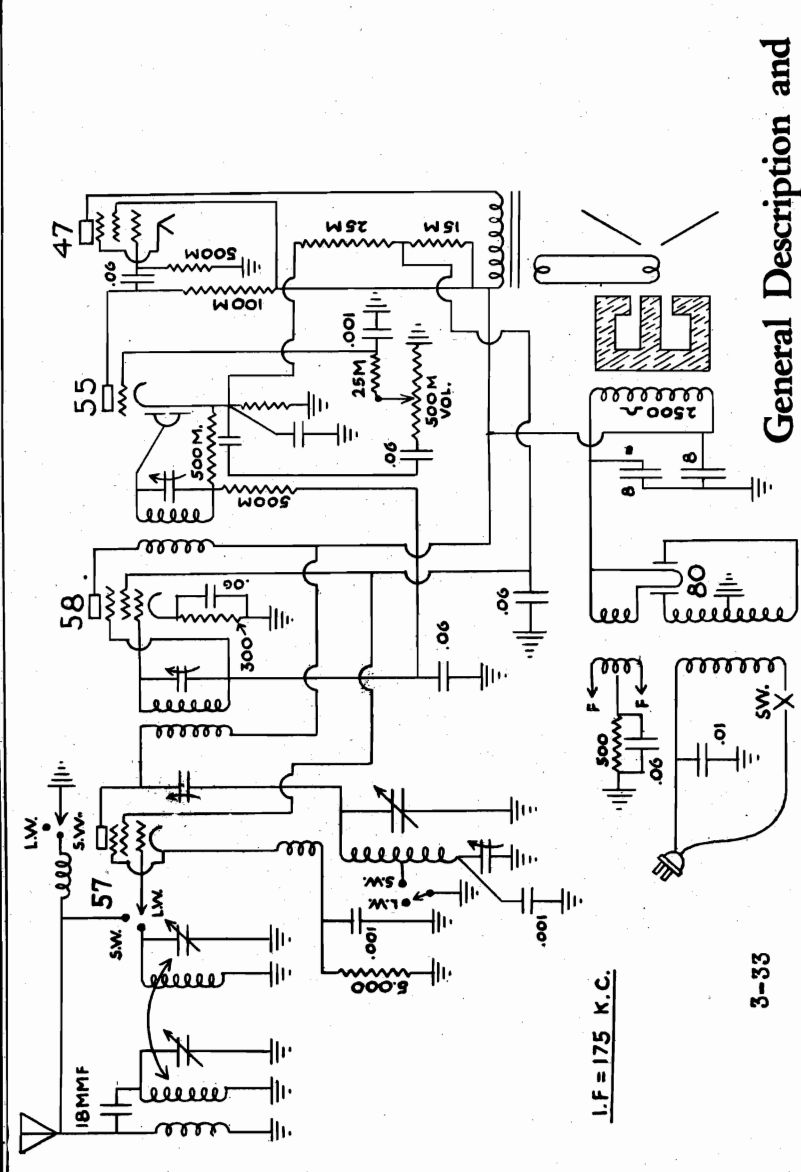 L.W.
S.W.
57
58
55
47
18MMF
S.W.
L.W.
S.W.
L.W.
.001
5.000
.001
300
.06
.06
.06
500M.
500M
.06
25M
500M
VOL.
.001
100M
.06
500M
25M
15M
F
F
500
.06
.01
SW.
80
8
8
"
2500Ω
I.F = 175 K.C.
3-33
General Description and